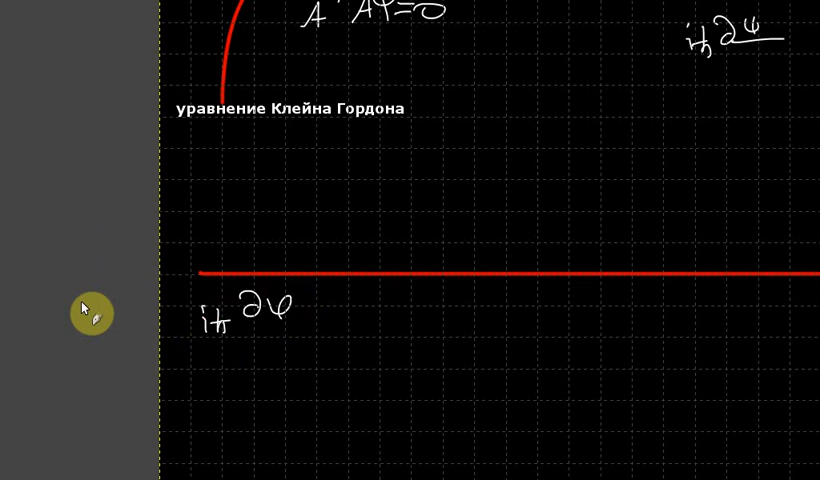 A⁺ Aψ=0
iħ ∂ψ
уравнение Клейна Гордона
iħ ∂ψ